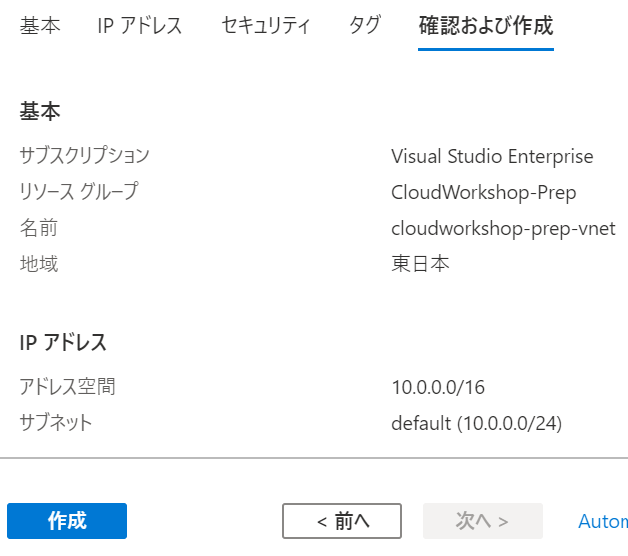 基本 IP アドレス セキュリティ タグ 確認および作成
基本
サブスクリプション Visual Studio Enterprise
リソース グループ CloudWorkshop-Prep
名前 cloudworkshop-prep-vnet
地域 東日本
IP アドレス
アドレス空間 10.0.0.0/16
サブネット default (10.0.0.0/24)
作成 < 前へ 次へ > Autom